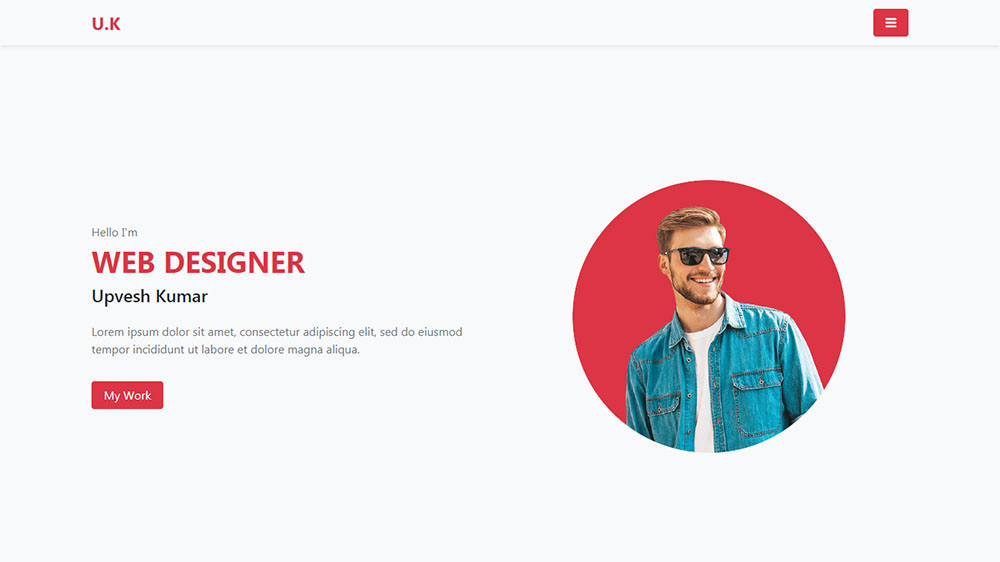 U.K
Hello I'm
WEB DESIGNER
Upvesh Kumar
Lorem ipsum dolor sit amet, consectetur adipiscing elit, sed do eiusmod
tempor incididunt ut labore et dolore magna aliqua.
My Work